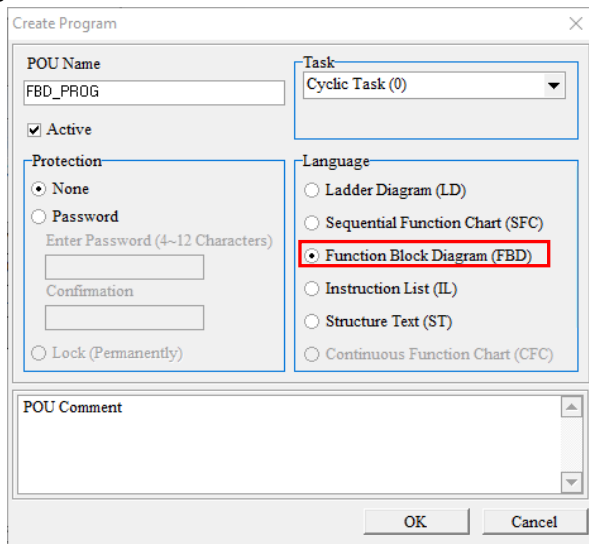 Create Program
POU Name
FBD_PROG
Active
Task
Cyclic Task (0)
Protection
None
Password
Enter Password (4~12 Characters)
Confirmation
Lock (Permanently)
Language
Ladder Diagram (LD)
Sequential Function Chart (SFC)
Function Block Diagram (FBD)
Instruction List (IL)
Structure Text (ST)
Continuous Function Chart (CFC)
POU Comment
OK
Cancel